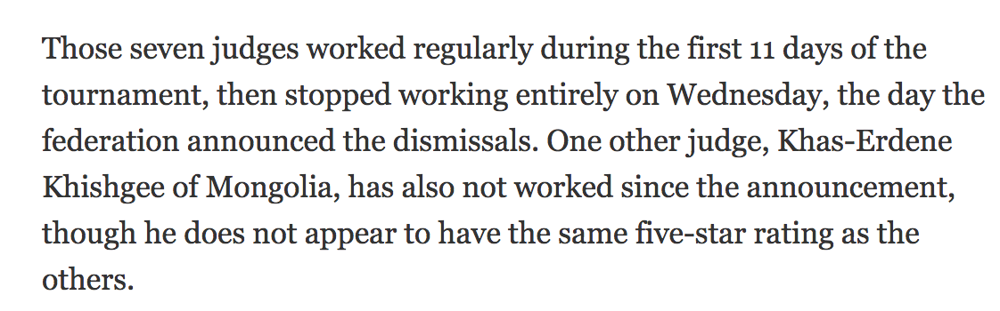 Those seven judges worked regularly during the first 11 days of the
tournament, then stopped working entirely on Wednesday, the day the
federation announced the dismissals. One other judge, Khas-Erdene
Khishgee of Mongolia, has also not worked since the announcement,
though he does not appear to have the same five-star rating as the
others.